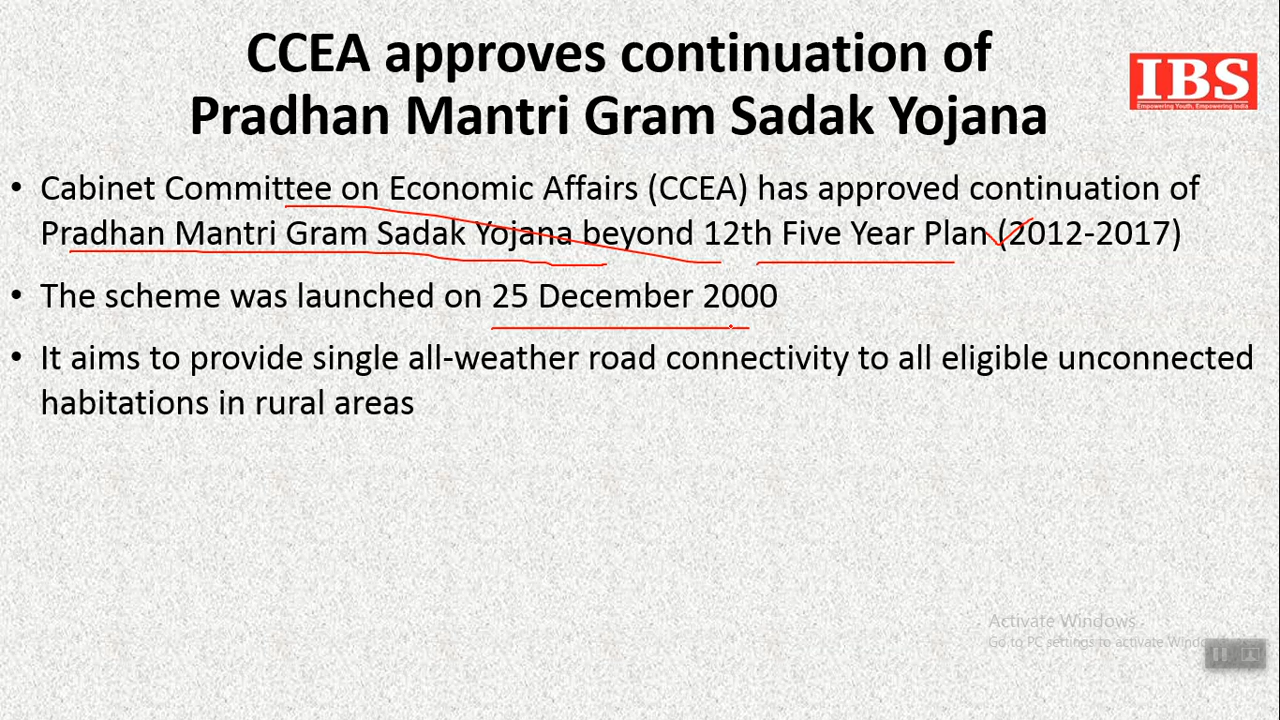 CCEA approves continuation of
Pradhan Mantri Gram Sadak Yojana
IBS
Empowering Youth, Empowering India
• Cabinet Committee on Economic Affairs (CCEA) has approved continuation of
Pradhan Mantri Gram Sadak Yojana beyond 12th Five Year Plan (2012-2017)
• The scheme was launched on 25 December 2000
• It aims to provide single all-weather road connectivity to all eligible unconnected
habitations in rural areas
Activate Windows
Go to PC settings to activate